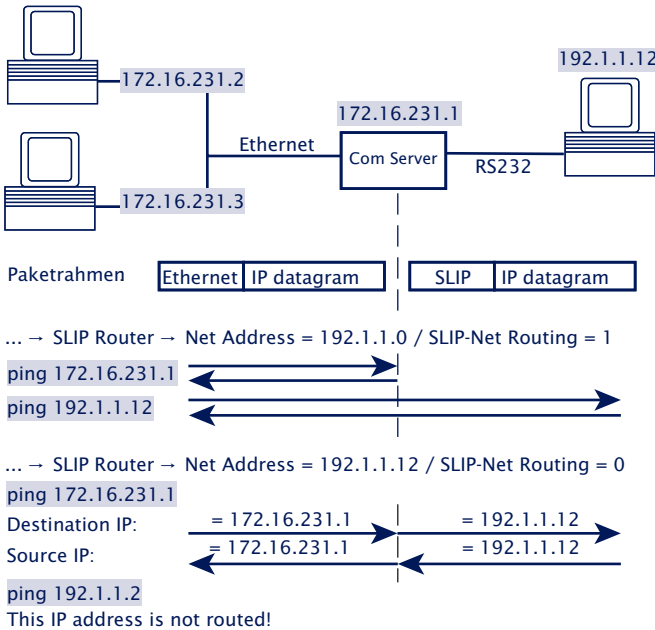 192.1.1.12
172.16.231.2
172.16.231.1
Ethernet
Com Server
RS232
172.16.231.3
Paketrahmen
Ethernet IP datagram
SLIP IP datagram
... → SLIP Router → Net Address = 192.1.1.0 / SLIP-Net Routing = 1
ping 172.16.231.1
ping 192.1.1.12
... → SLIP Router → Net Address = 192.1.1.12 / SLIP-Net Routing = 0
ping 172.16.231.1
Destination IP: = 172.16.231.1 = 192.1.1.12
Source IP: = 172.16.231.1 = 192.1.1.12
ping 192.1.1.2
This IP address is not routed!